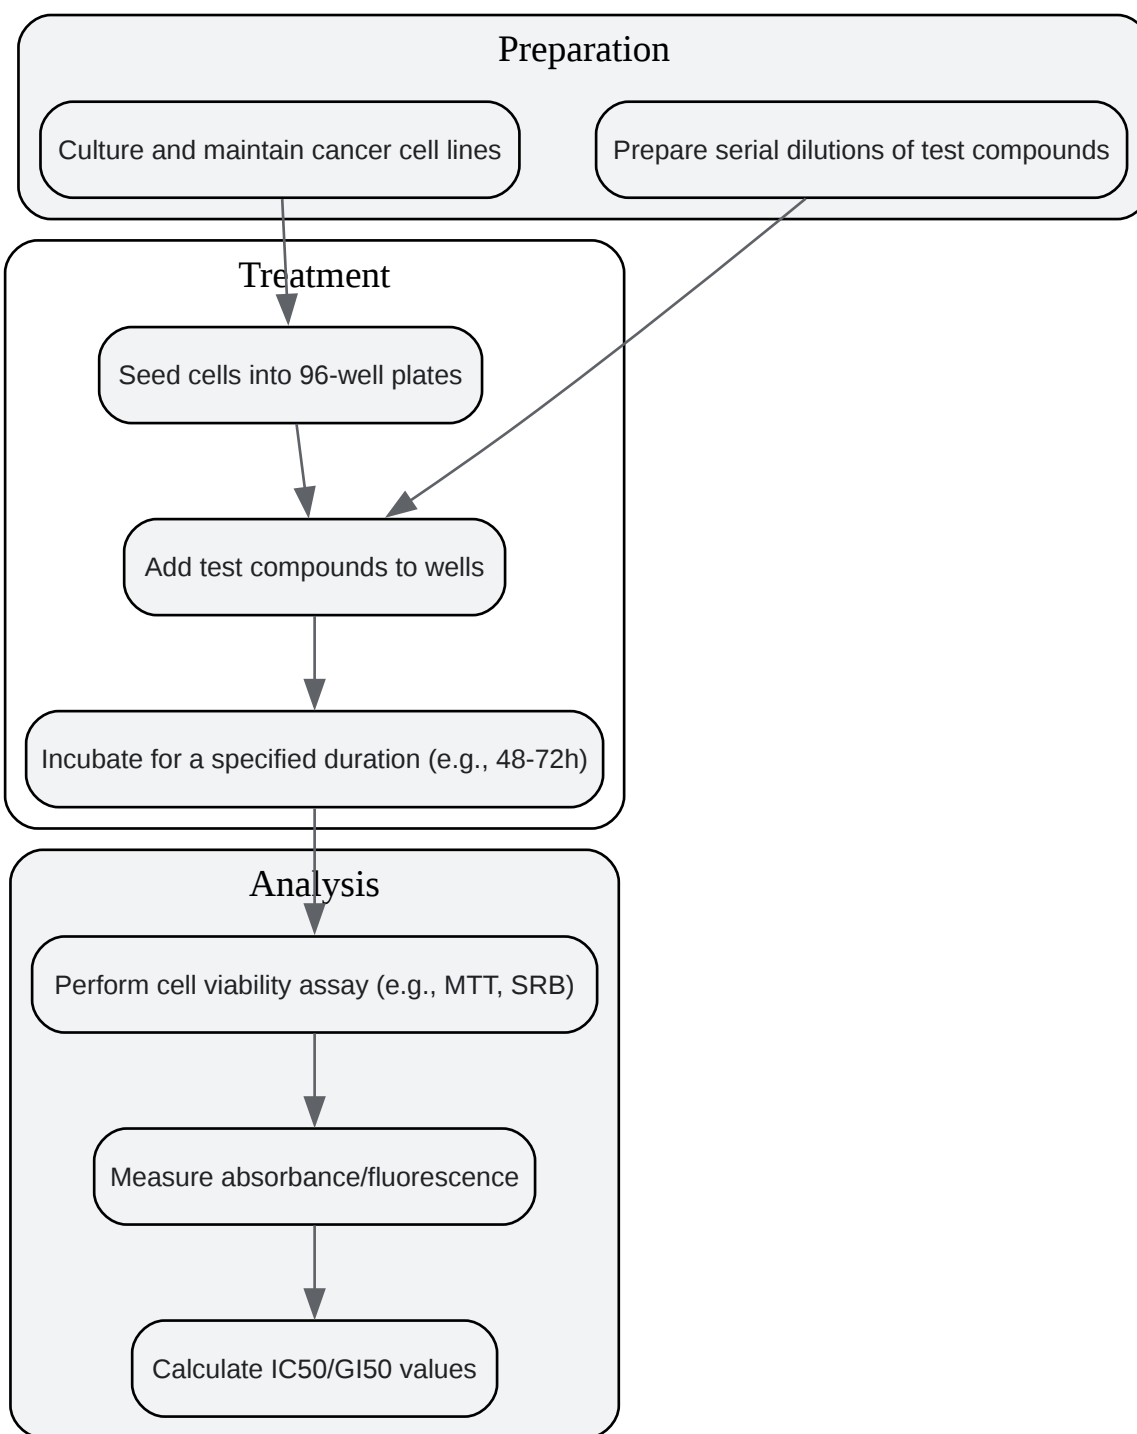 Preparation
Culture and maintain cancer cell lines
Prepare serial dilutions of test compounds
Treatment
Seed cells into 96-well plates
Add test compounds to wells
Incubate for a specified duration (e.g., 48-72h)
Analysis
Perform cell viability assay (e.g., MTT, SRB)
Measure absorbance/fluorescence
Calculate IC50/GI50 values